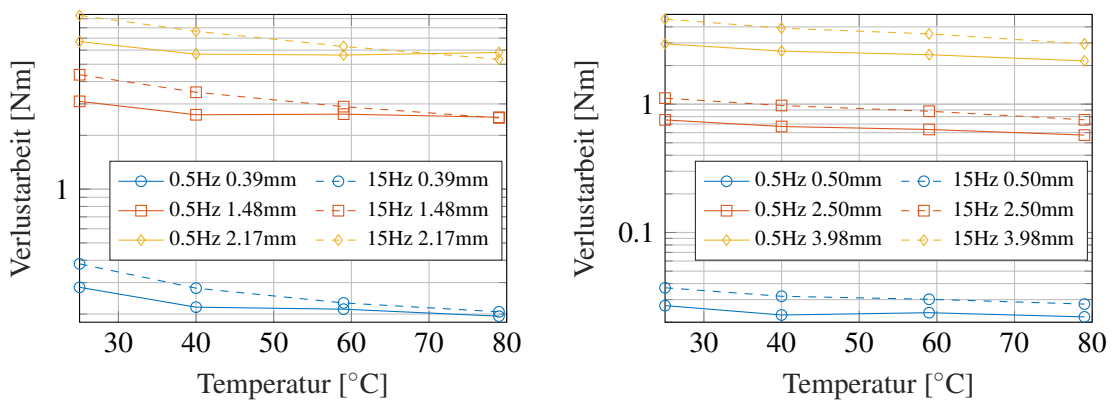 Verlustarbeit [Nm]
1
0.5Hz 0.39mm 15Hz 0.39mm
0.5Hz 1.48mm 15Hz 1.48mm
0.5Hz 2.17mm 15Hz 2.17mm
30 40 50 60 70 80
Temperatur [°C]
Verlustarbeit [Nm]
1
0.1
0.5Hz 0.50mm 15Hz 0.50mm
0.5Hz 2.50mm 15Hz 2.50mm
0.5Hz 3.98mm 15Hz 3.98mm
30 40 50 60 70 80
Temperatur [°C]